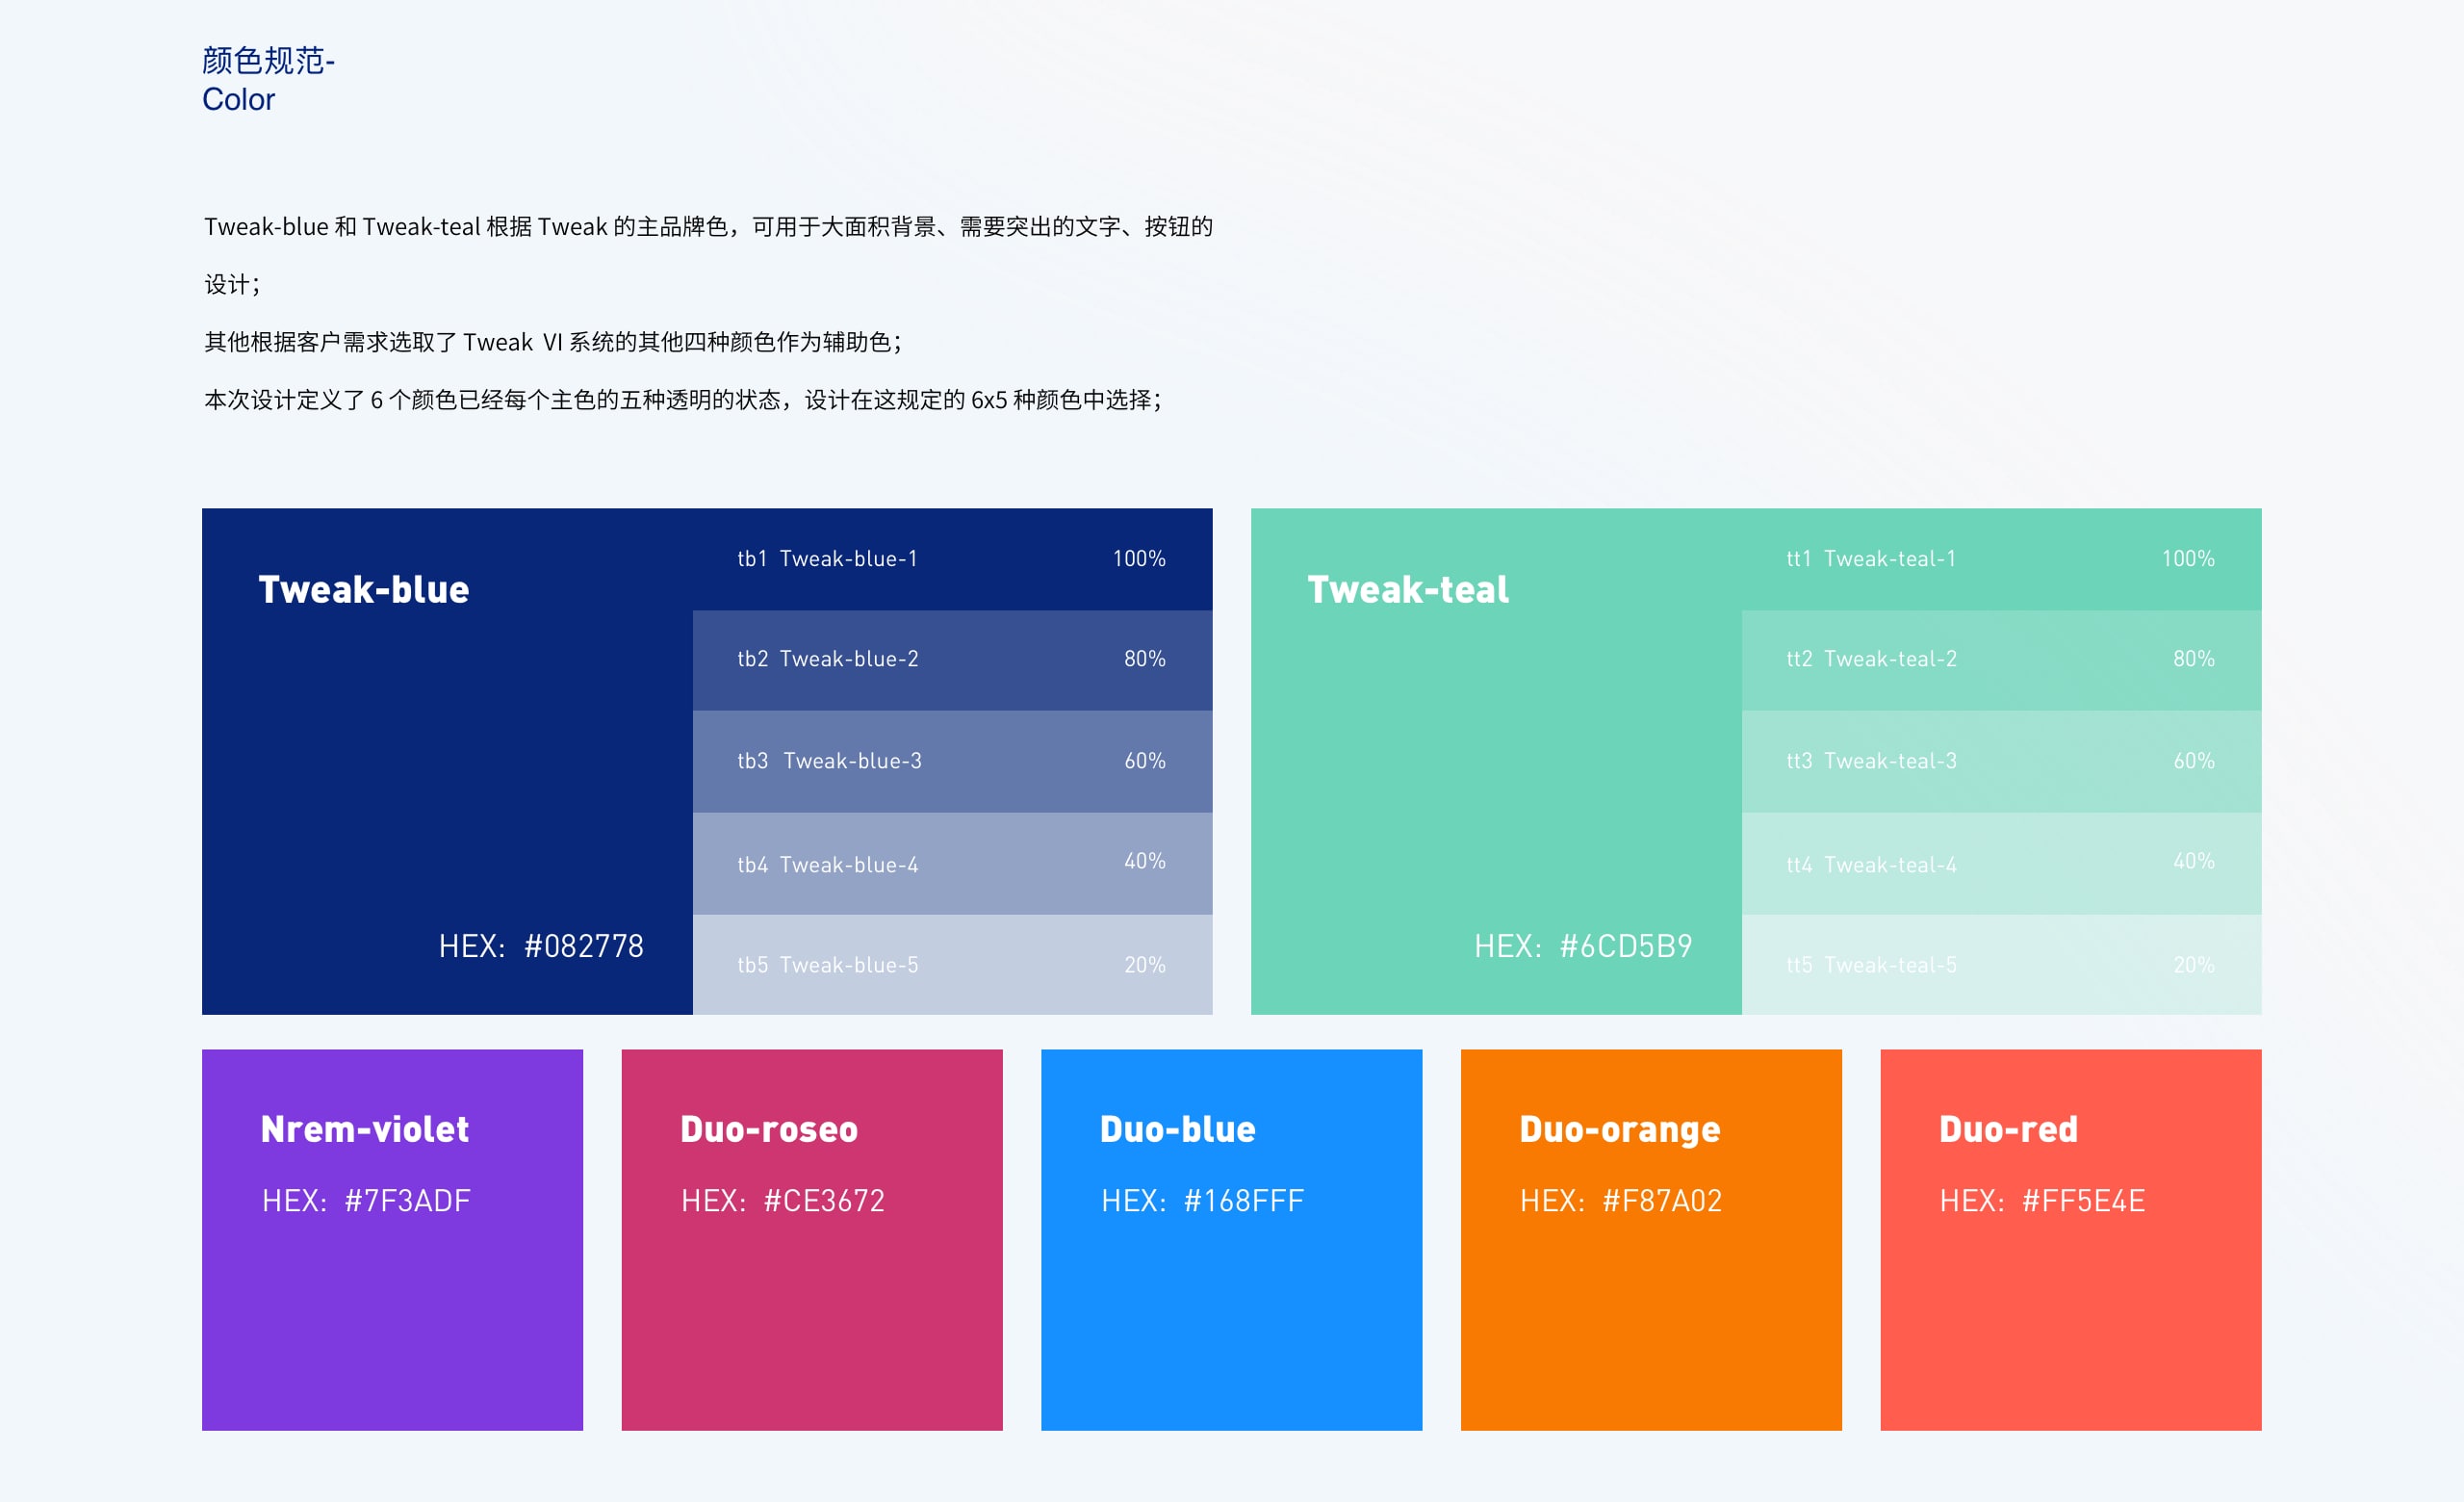 颜色规范-
Color
Tweak-blue 和 Tweak-teal 根据 Tweak 的主品牌色，可用于大面积背景、需要突出的文字、按钮的
设计；
其他根据客户需求选取了 Tweak VI 系统的其他四种颜色作为辅助色；
本次设计定义了 6 个颜色已经每个主色的五种透明的状态，设计在这规定的 6x5 种颜色中选择；
Tweak-blue
HEX: #082778
tb1 Tweak-blue-1 100%
tb2 Tweak-blue-2 80%
tb3 Tweak-blue-3 60%
tb4 Tweak-blue-4 40%
tb5 Tweak-blue-5 20%
Tweak-teal
HEX: #6CD5B9
tt1 Tweak-teal-1 100%
tt2 Tweak-teal-2 80%
tt3 Tweak-teal-3 60%
tt4 Tweak-teal-4 40%
tt5 Tweak-teal-5 20%
Nrem-violet
HEX: #7F3ADF
Duo-roseo
HEX: #CE3672
Duo-blue
HEX: #168FFF
Duo-orange
HEX: #F87A02
Duo-red
HEX: #FF5E4E